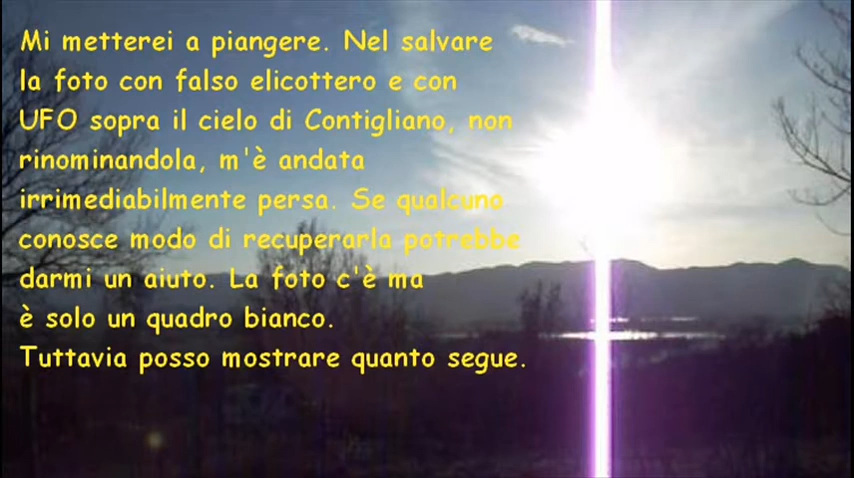 Mi metterei a piangere. Nel salvare
la foto con falso elicottero e con
UFO sopra il cielo di Contigliano, non
rinominandola, m'è andata
irrimediabilmente persa. Se qualcuno
conosce modo di recuperarla potrebbe
darmi un aiuto. La foto c'è ma
è solo un quadro bianco.
Tuttavia posso mostrare quanto segue.